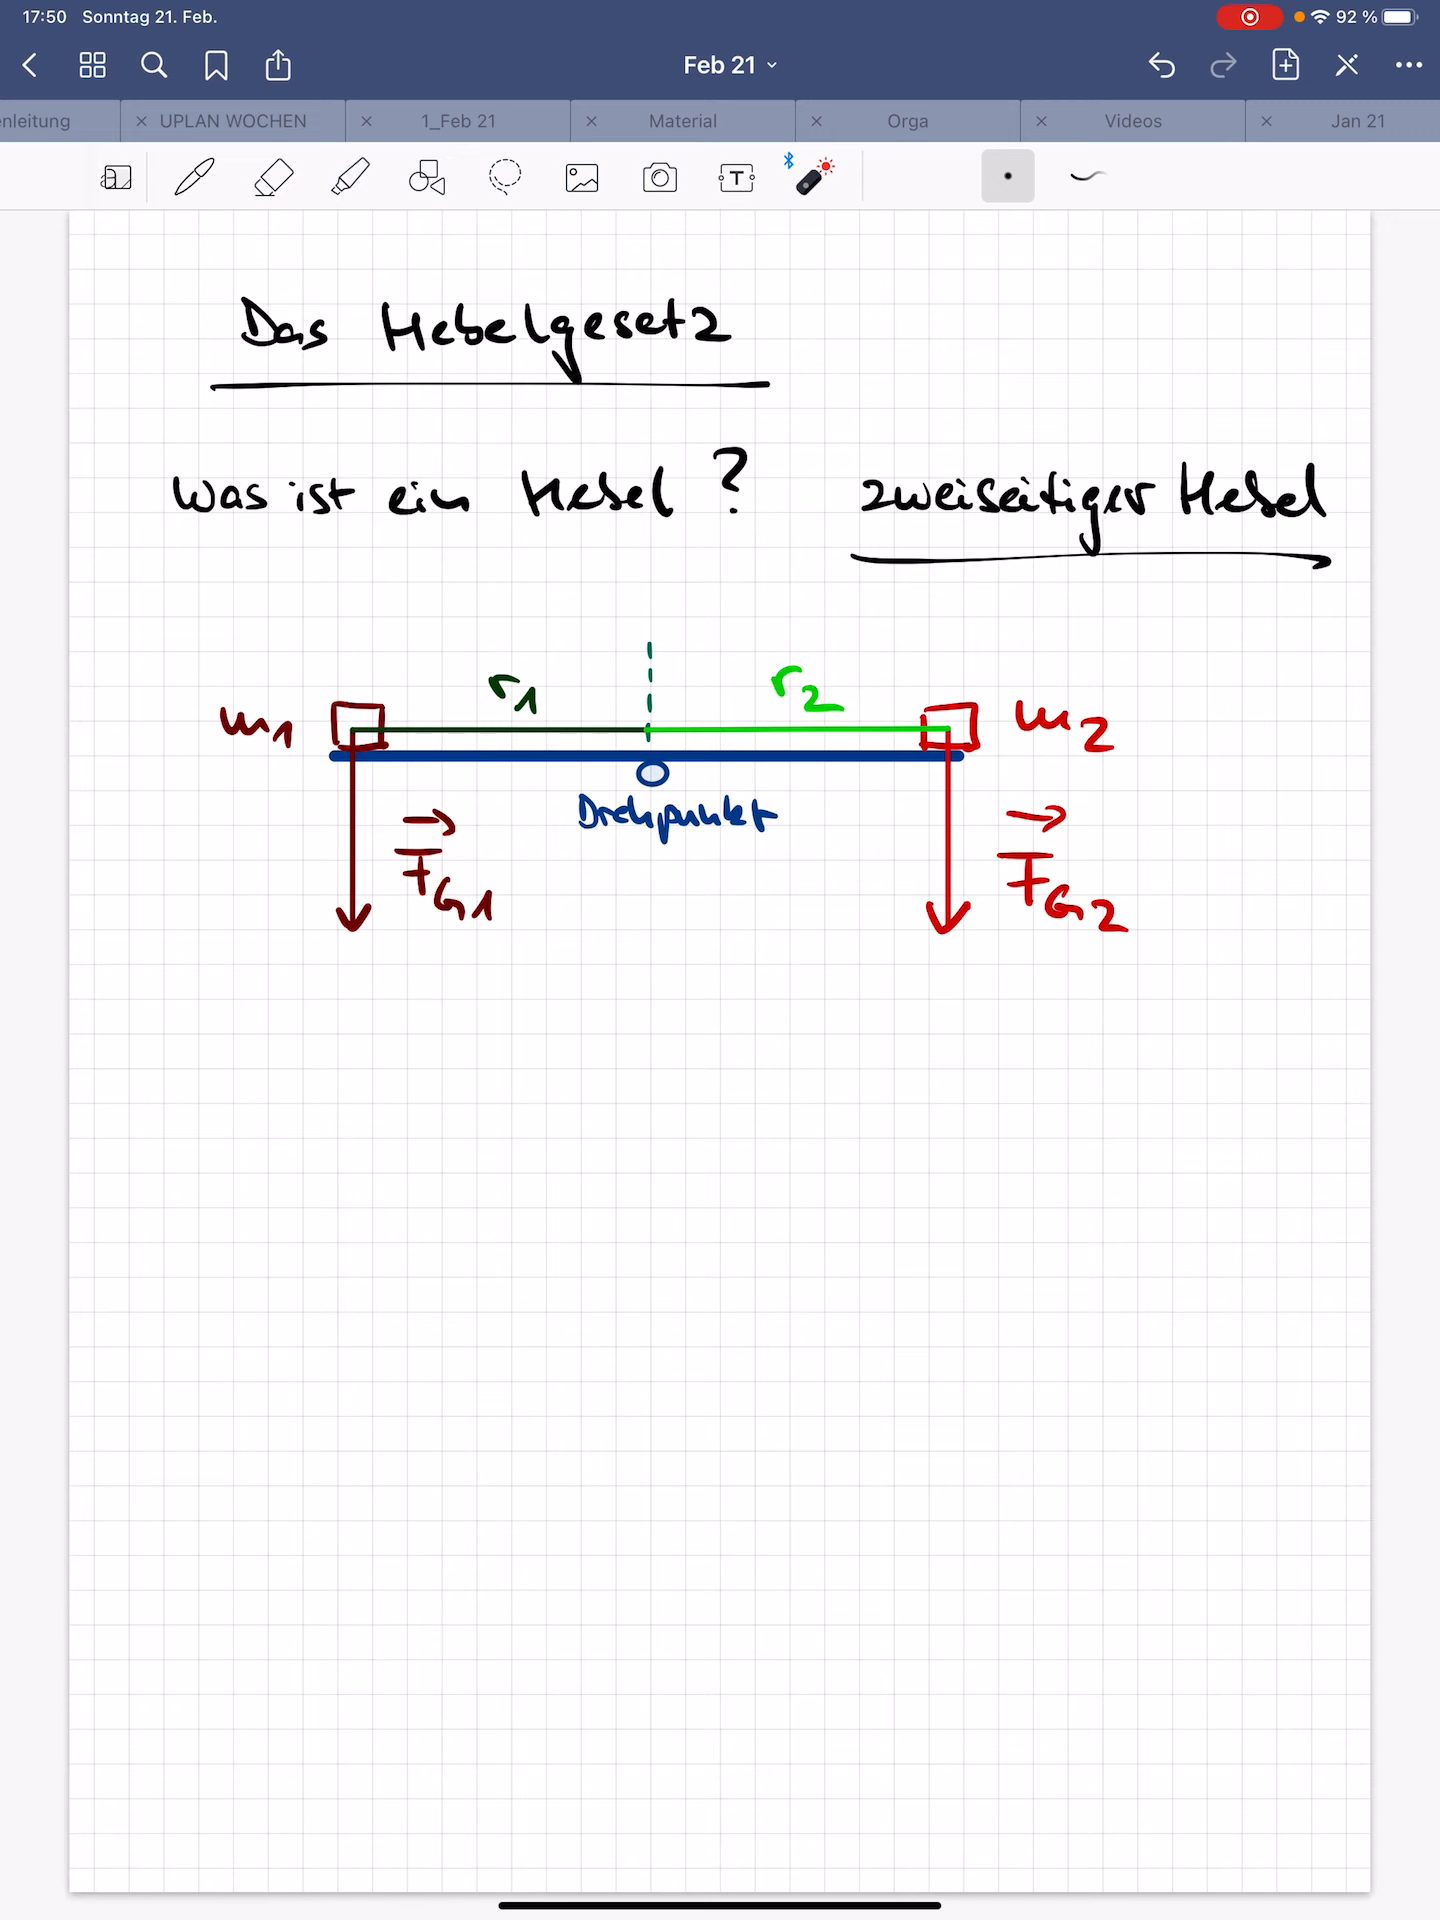 17:50 Sonntag 21. Feb. 92 %
Feb 21
enleitung UPLAN WOCHEN 1_Feb 21 Material Orga Videos Jan 21
Das Hebelgesetz
Was ist ein Hebel? zweiseitiger Hebel
r1 r2
m1 m2
Drehpunkt
FG1 FG2